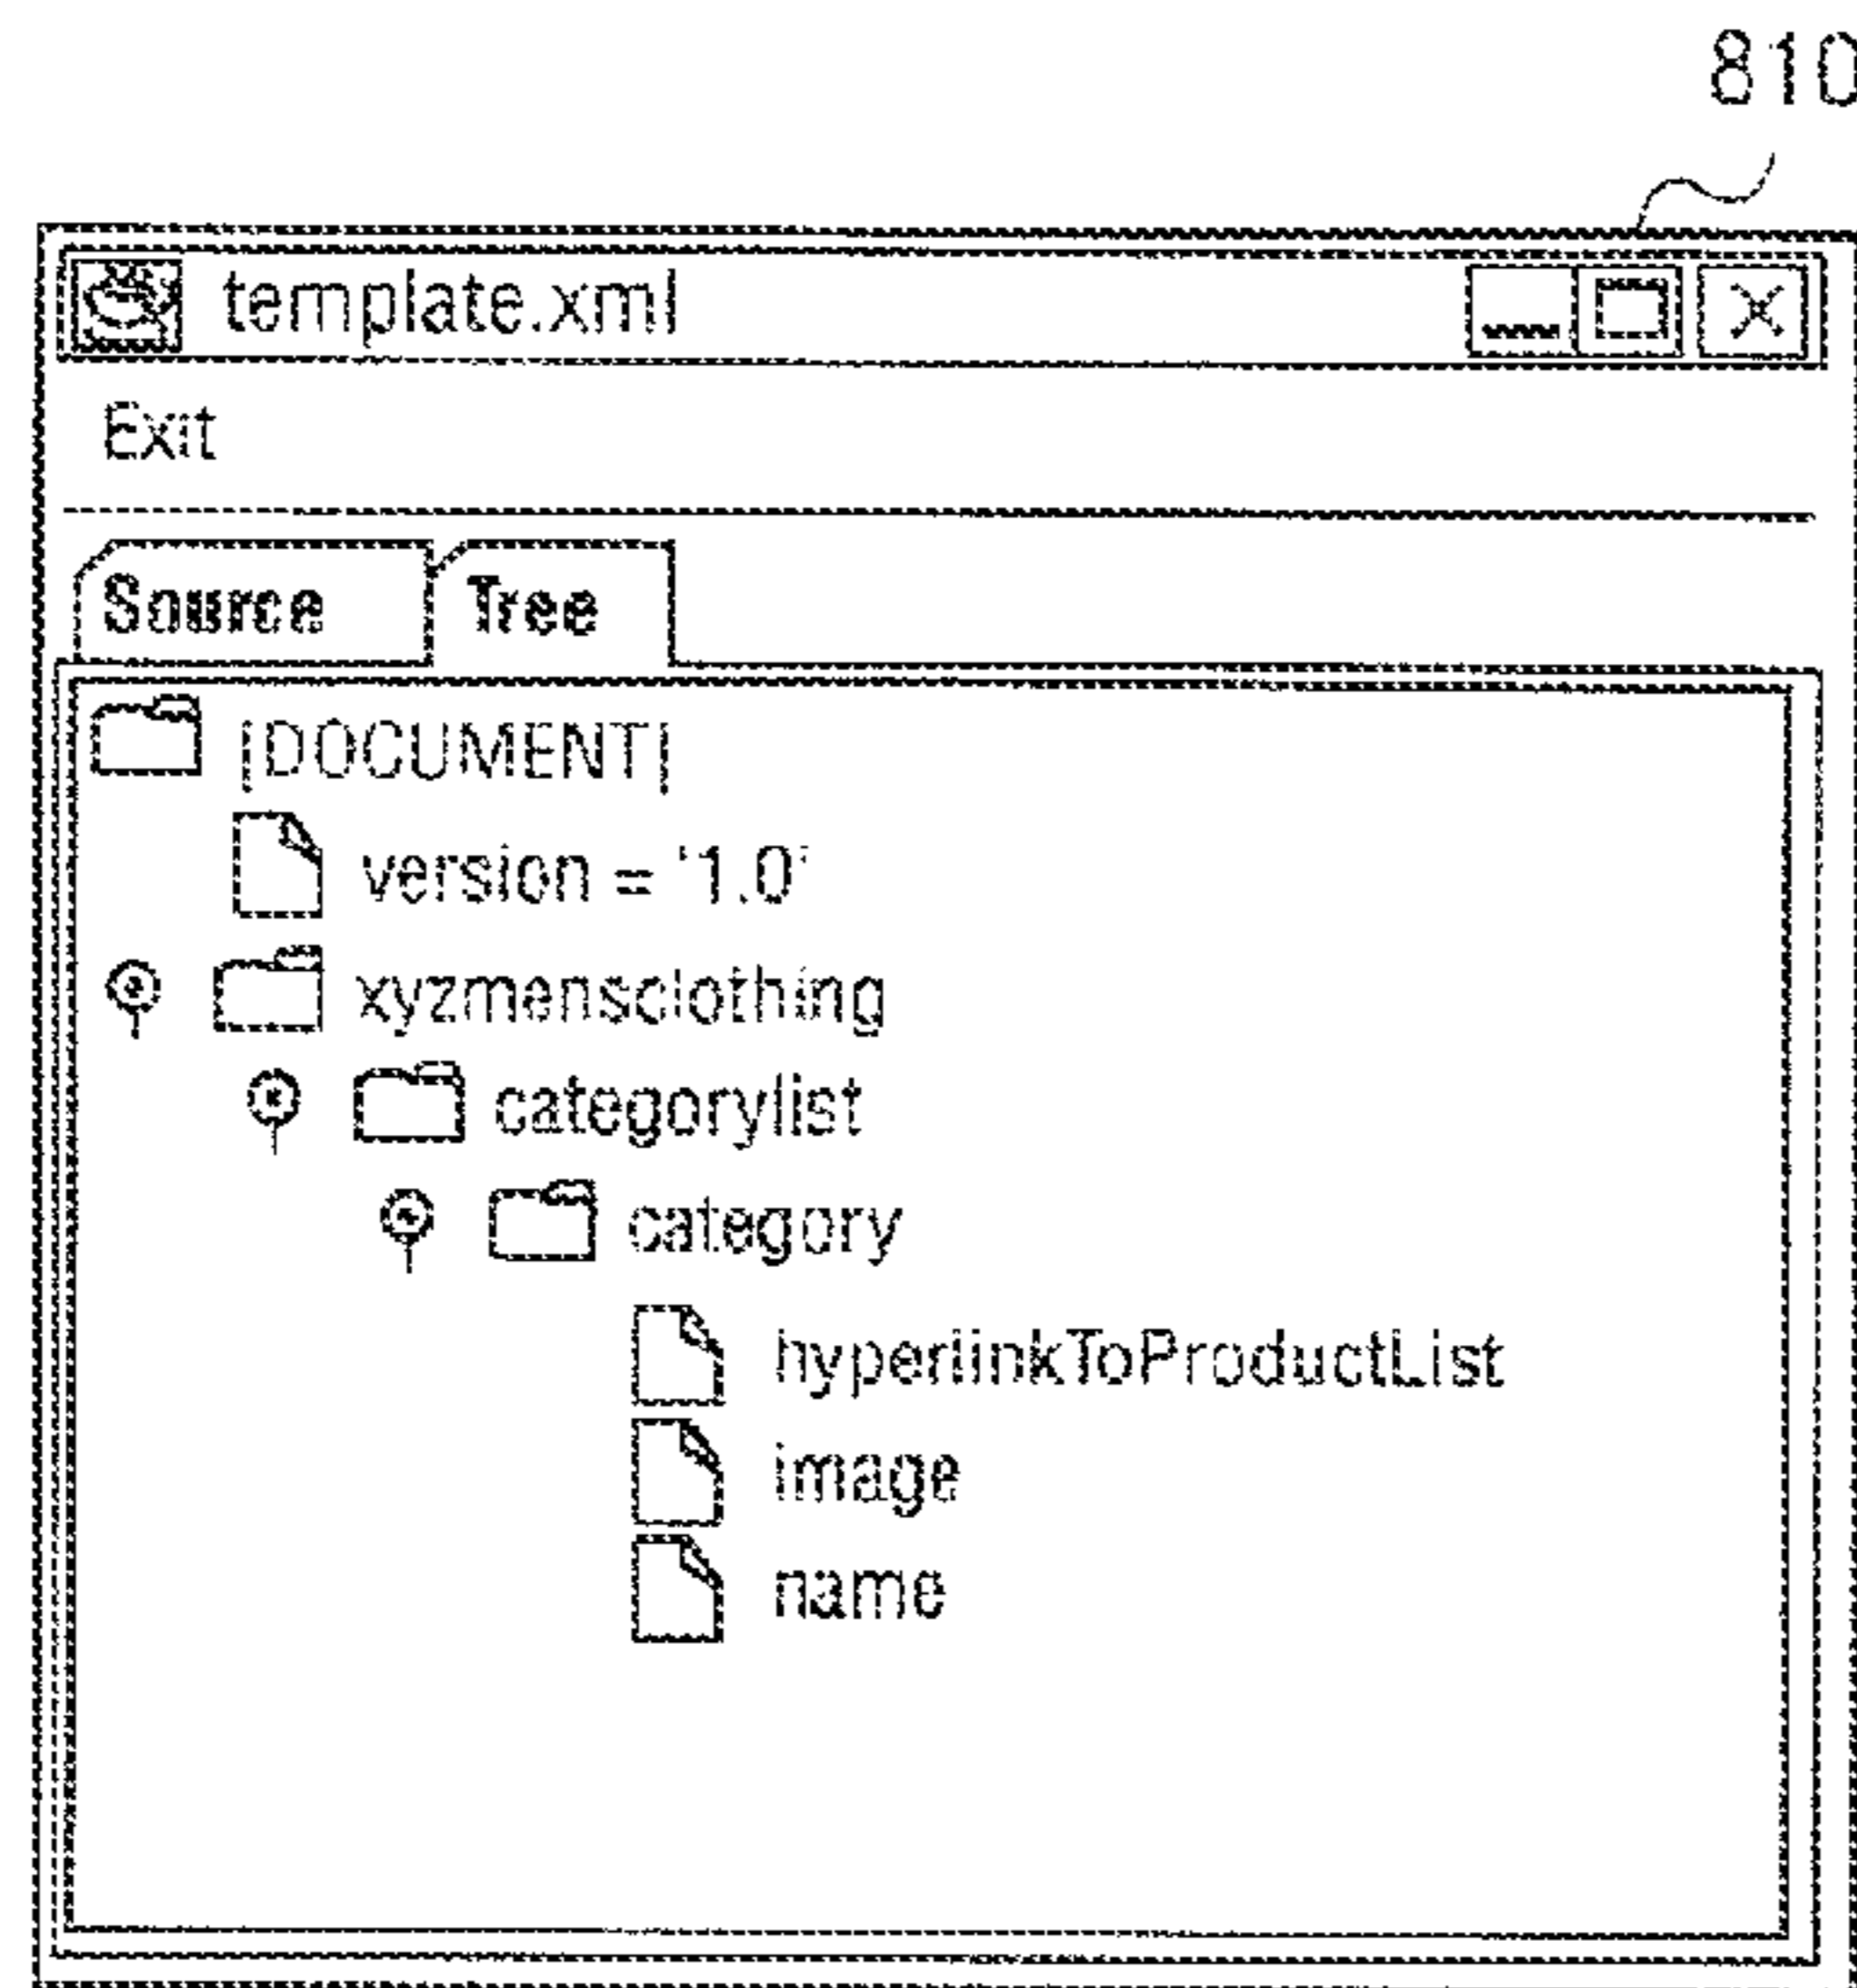 810
template.xml
Exit
Source Tree
[DOCUMENT]
version = '1.0'
xyzmensclothing
categorylist
category
hyperlinkToProductList
image
name